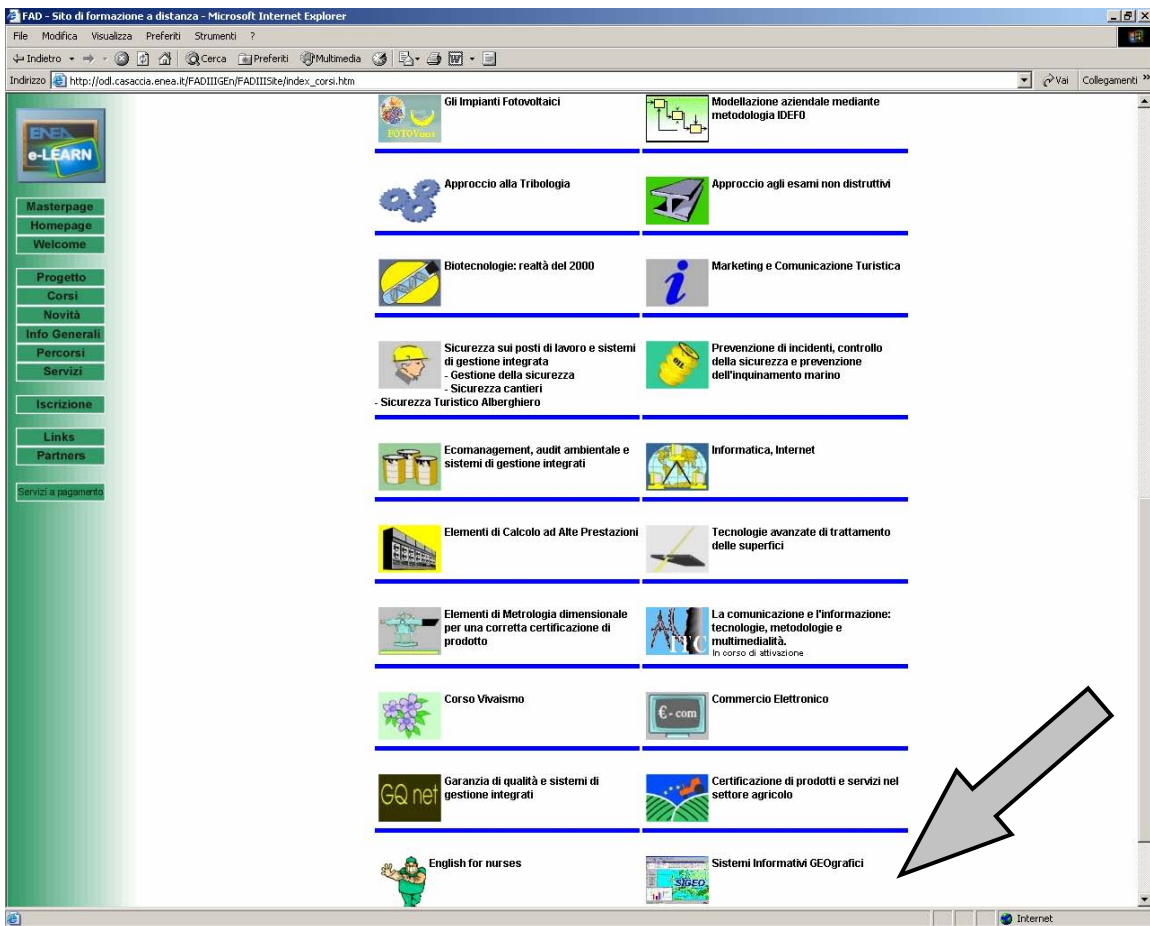 FAD - Sito di formazione a distanza - Microsoft Internet Explorer
File Modifica Visualizza Preferiti Strumenti ?
Indietro Cerca Preferiti Multimedia
Indirizzo http://odl.casaccia.enea.it/FADIIIGEn/FADIIISite/index_corsi.htm Vai Collegamenti »
ENEA
e-LEARN
Masterpage
Homepage
Welcome
Progetto
Corsi
Novità
Info Generali
Percorsi
Servizi
Iscrizione
Links
Partners
Servizi a pagamento
Gli Impianti Fotovoltaici
Modellazione aziendale mediante
metodologia IDEF0
Approccio alla Tribologia
Approccio agli esami non distruttivi
Biotecnologie: realtà del 2000
i
Marketing e Comunicazione Turistica
Sicurezza sui posti di lavoro e sistemi
di gestione integrata
- Gestione della sicurezza
- Sicurezza cantieri
- Sicurezza Turistico Alberghiero
OIL
Prevenzione di incidenti, controllo
della sicurezza e prevenzione
dell'inquinamento marino
Ecomanagement, audit ambientale e
sistemi di gestione integrati
Informatica, Internet
Elementi di Calcolo ad Alte Prestazioni
Tecnologie avanzate di trattamento
delle superfici
Elementi di Metrologia dimensionale
per una corretta certificazione di
prodotto
La comunicazione e l'informazione:
tecnologie, metodologie e
multimedialità.
In corso di attivazione
Corso Vivaismo
€-com
Commercio Elettronico
GQ net
Garanzia di qualità e sistemi di
gestione integrati
Certificazione di prodotti e servizi nel
settore agricolo
English for nurses
SIGEO
Sistemi Informativi GEOgrafici
Internet